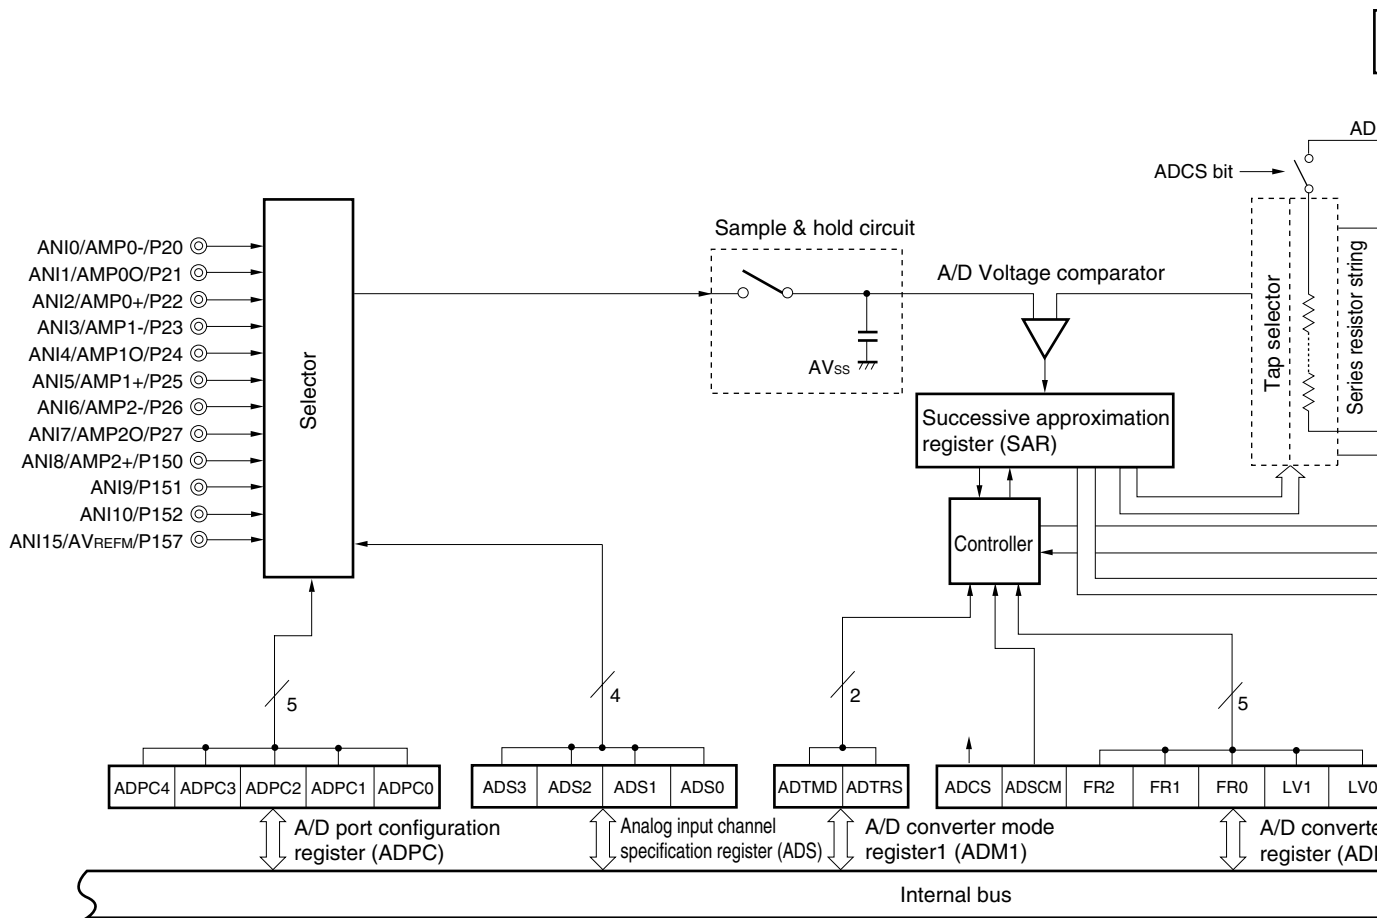 AD
ADCS bit
Sample & hold circuit
A/D Voltage comparator
ANI0/AMP0-/P20
ANI1/AMP0O/P21
ANI2/AMP0+/P22
ANI3/AMP1-/P23
ANI4/AMP1O/P24
ANI5/AMP1+/P25
ANI6/AMP2-/P26
ANI7/AMP2O/P27
ANI8/AMP2+/P150
ANI9/P151
ANI10/P152
ANI15/AVREFM/P157
Selector
AVSS
Tap selector
Series resistor string
Successive approximation
register (SAR)
Controller
5
4
2
5
ADPC4 ADPC3 ADPC2 ADPC1 ADPC0
ADS3 ADS2 ADS1 ADS0
ADTMD ADTRS
ADCS ADSCM FR2 FR1 FR0 LV1 LV0
A/D port configuration
register (ADPC)
Analog input channel
specification register (ADS)
A/D converter mode
register1 (ADM1)
A/D converte
register (AD
Internal bus